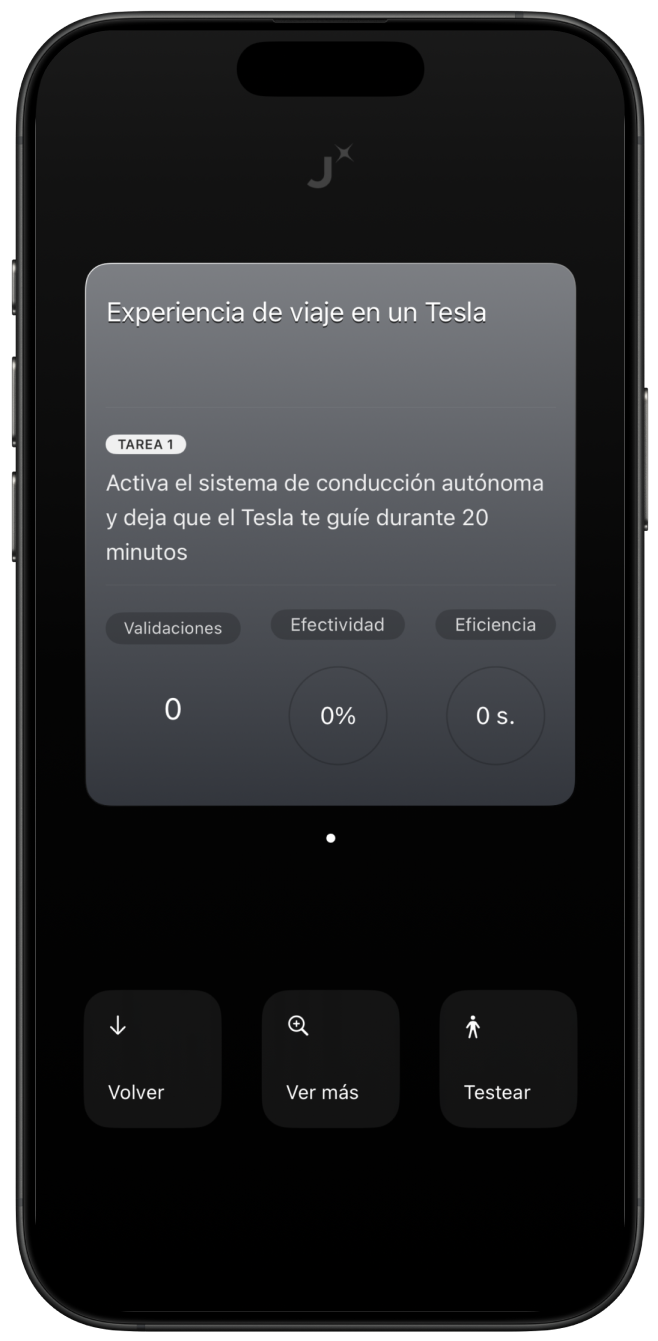 J
Experiencia de viaje en un Tesla
TAREA 1
Activa el sistema de conducción autónoma
y deja que el Tesla te guíe durante 20
minutos
Validaciones Efectividad Eficiencia
0 0% 0 s.
Volver Ver más Testear